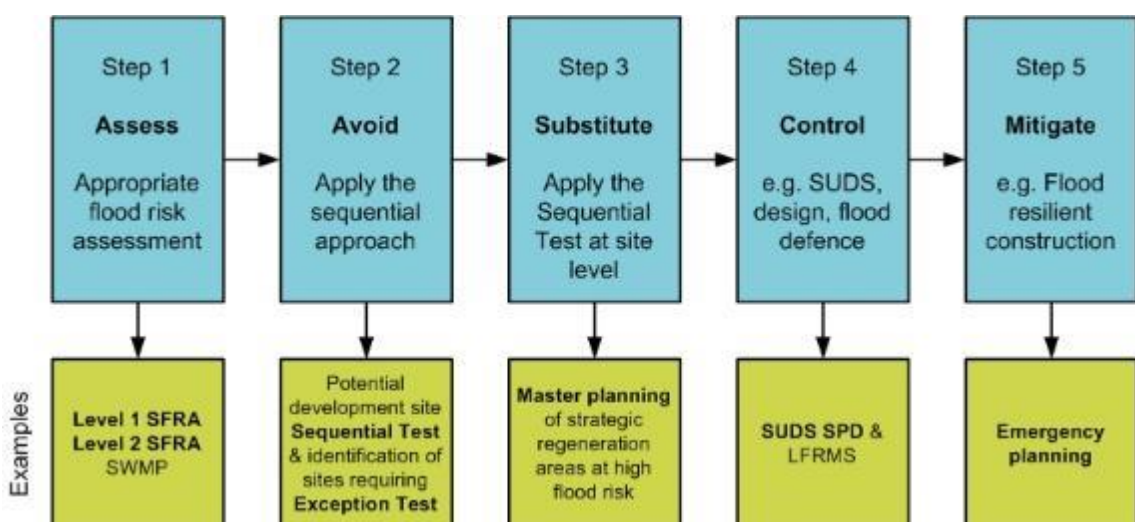 Step 1
Assess
Appropriate
flood risk
assessment
Step 2
Avoid
Apply the
sequential
approach
Step 3
Substitute
Apply the
Sequential
Test at site
level
Step 4
Control
e.g. SUDS,
design, flood
defence
Step 5
Mitigate
e.g. Flood
resilient
construction
Examples
Level 1 SFRA
Level 2 SFRA
SWMP
Potential
development site
Sequential Test
& identification of
sites requiring
Exception Test
Master planning
of strategic
regeneration
areas at high
flood risk
SUDS SPD &
LFRMS
Emergency
planning